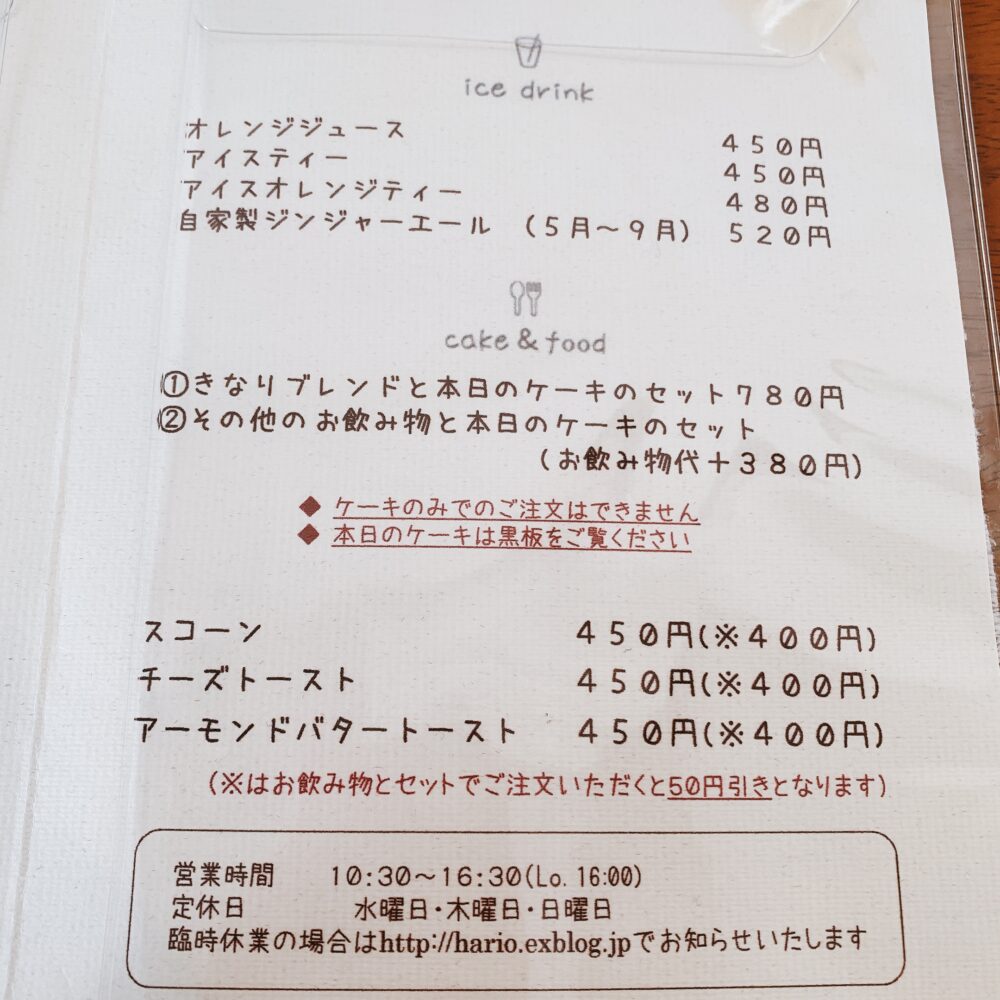 ice drink
オレンジジュース　４５０円
アイスティー　４５０円
アイスオレンジティー　４８０円
自家製ジンジャーエール　（５月～９月）　５２０円
cake & food
①きなりブレンドと本日のケーキのセット７８０円
②その他のお飲み物と本日のケーキのセット
（お飲み物代＋３８０円）
◆ ケーキのみでのご注文はできません
◆ 本日のケーキは黒板をご覧ください
スコーン　４５０円(※４００円)
チーズトースト　４５０円(※４００円)
アーモンドバタートースト　４５０円(※４００円)
（※はお飲み物とセットでご注文いただくと50円引きとなります）
営業時間　10:30～16:30(Lo. 16:00)
定休日　水曜日・木曜日・日曜日
臨時休業の場合はhttp://hario.exblog.jpでお知らせいたします